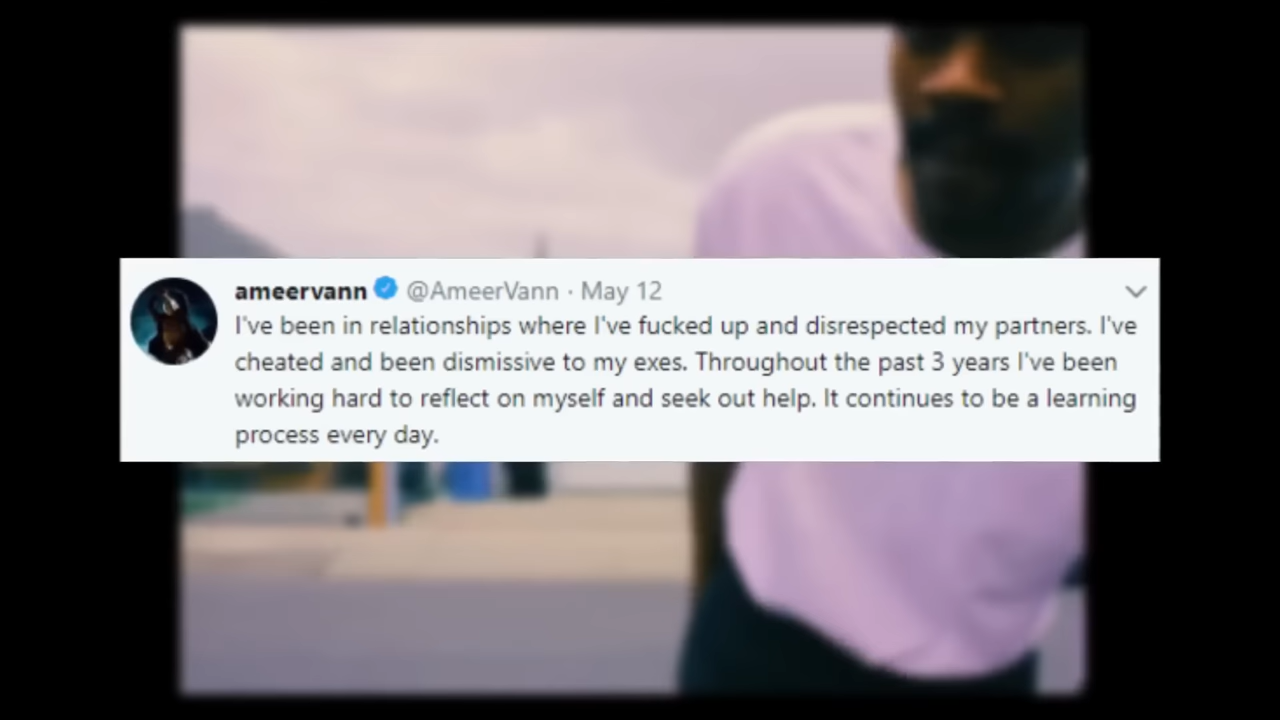 ameervann @AmeerVann · May 12
I've been in relationships where I've fucked up and disrespected my partners. I've
cheated and been dismissive to my exes. Throughout the past 3 years I've been
working hard to reflect on myself and seek out help. It continues to be a learning
process every day.